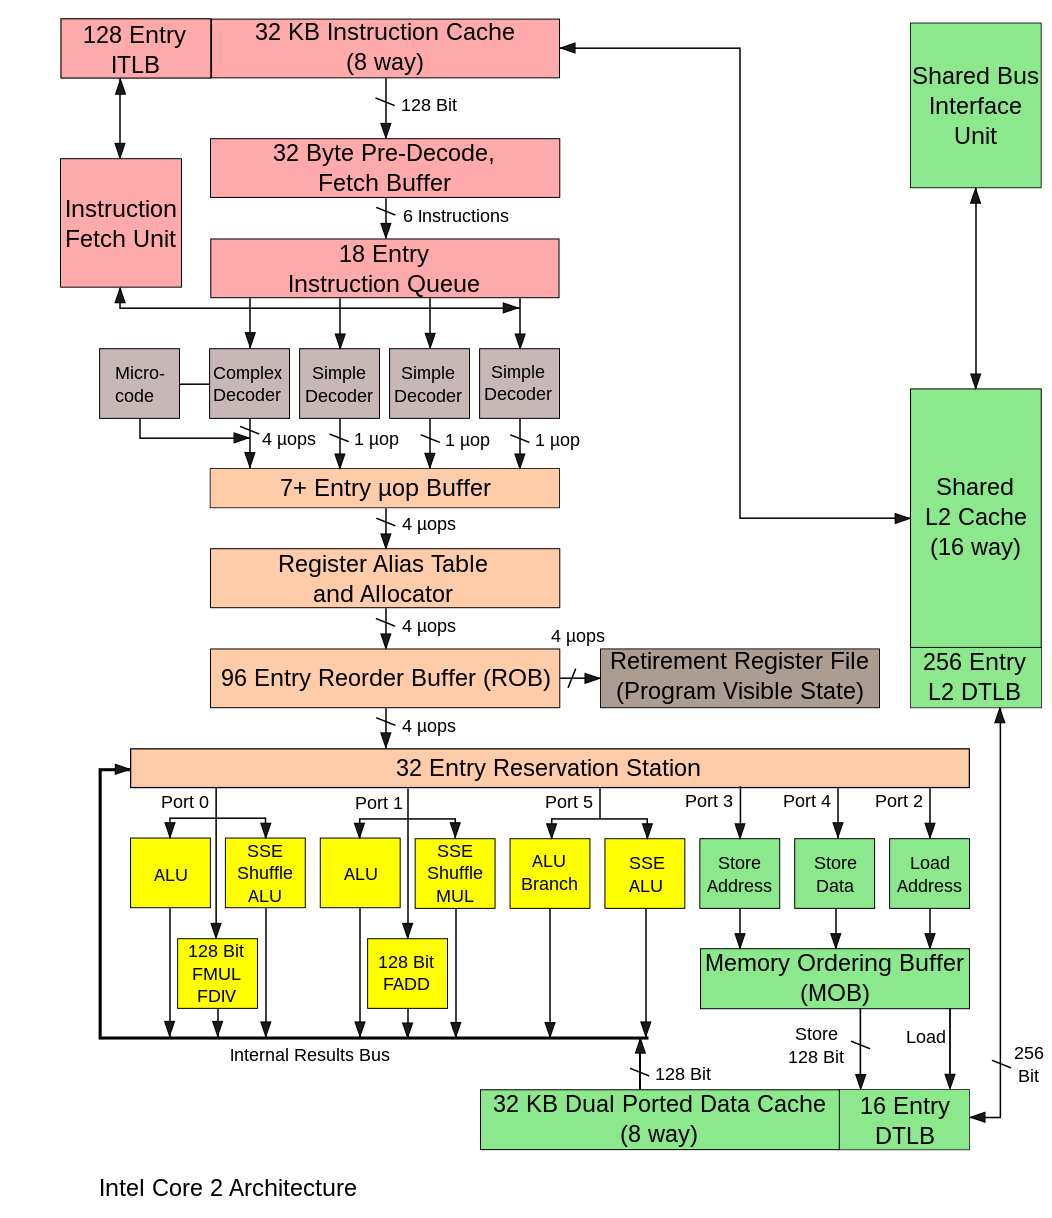 128 Entry
ITLB
32 KB Instruction Cache
(8 way)
Shared Bus
Interface
Unit
128 Bit
32 Byte Pre-Decode,
Fetch Buffer
Instruction
Fetch Unit
6 Instructions
18 Entry
Instruction Queue
Micro-
code
Complex
Decoder
Simple
Decoder
Simple
Decoder
Simple
Decoder
4 µops
1 µop
1 µop
1 µop
7+ Entry µop Buffer
Shared
L2 Cache
(16 way)
4 µops
Register Alias Table
and Allocator
4 µops
4 µops
96 Entry Reorder Buffer (ROB)
Retirement Register File
(Program Visible State)
256 Entry
L2 DTLB
4 µops
32 Entry Reservation Station
Port 0
Port 1
Port 5
Port 3
Port 4
Port 2
ALU
SSE
Shuffle
ALU
ALU
SSE
Shuffle
MUL
ALU
Branch
SSE
ALU
Store
Address
Store
Data
Load
Address
128 Bit
FMUL
FDIV
128 Bit
FADD
Memory Ordering Buffer
(MOB)
Internal Results Bus
Store
128 Bit
Load
256
Bit
128 Bit
32 KB Dual Ported Data Cache
(8 way)
16 Entry
DTLB
Intel Core 2 Architecture